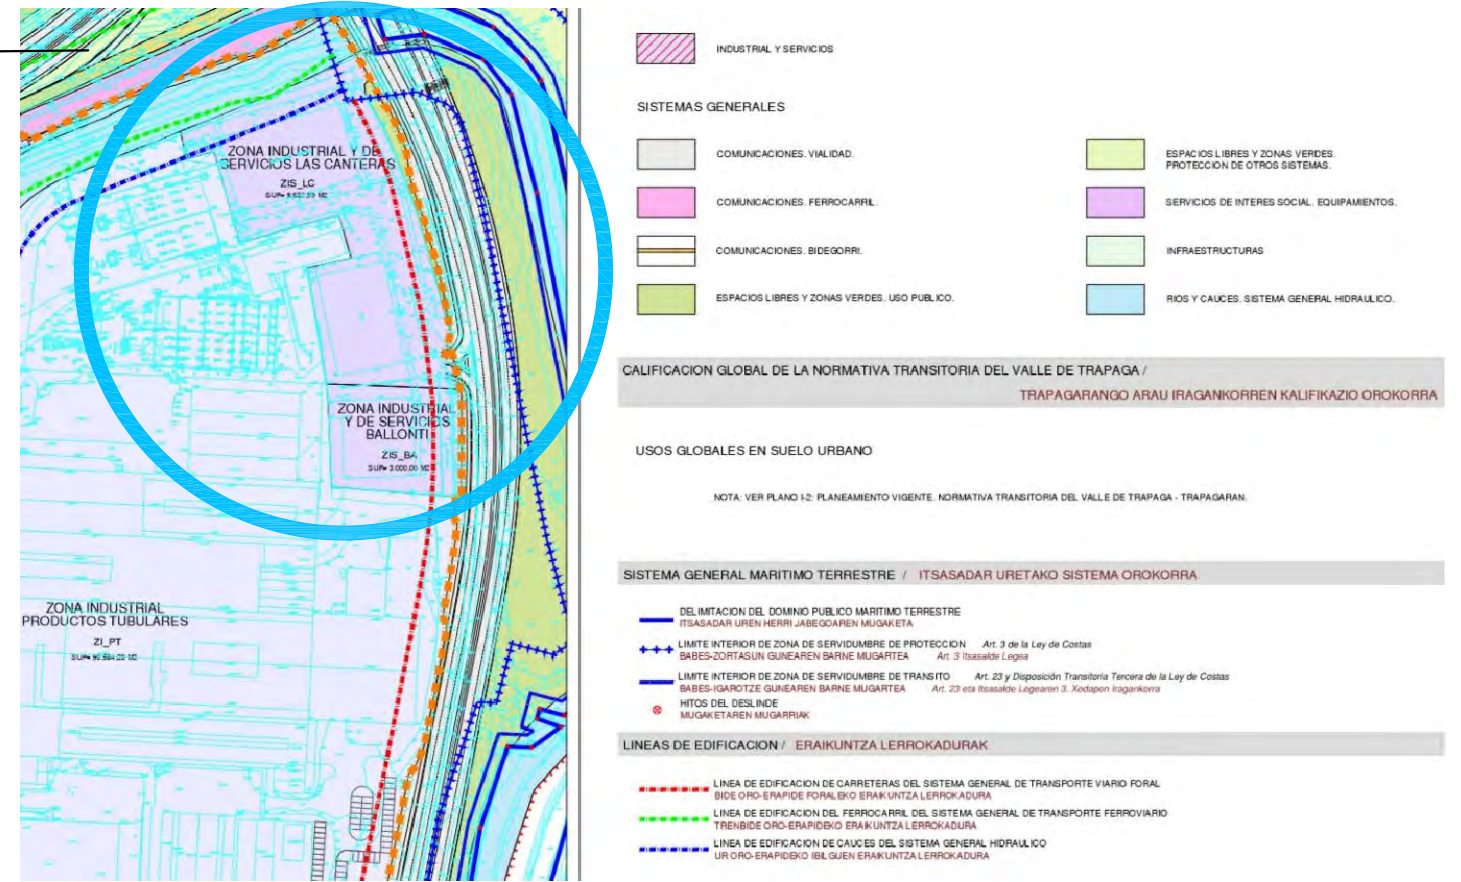 ZONA INDUSTRIAL Y DE
SERVICIOS LAS CANTERAS
ZIS_LC
ZONA INDUSTRIAL
Y DE SERVICIOS
BALLONTI
ZIS_BA
SUP= 3.000,00 M2
ZONA INDUSTRIAL
PRODUCTOS TUBULARES
ZI_PT
INDUSTRIAL Y SERVICIOS
SISTEMAS GENERALES
COMUNICACIONES. VIALIDAD.
COMUNICACIONES. FERROCARRIL.
COMUNICACIONES. BIDEGORRI.
ESPACIOS LIBRES Y ZONAS VERDES. USO PUBLICO.
ESPACIOS LIBRES Y ZONAS VERDES.
PROTECCION DE OTROS SISTEMAS.
SERVICIOS DE INTERES SOCIAL. EQUIPAMIENTOS.
INFRAESTRUCTURAS
RIOS Y CAUCES. SISTEMA GENERAL HIDRAULICO.
CALIFICACION GLOBAL DE LA NORMATIVA TRANSITORIA DEL VALLE DE TRAPAGA /
TRAPAGARANGO ARAU IRAGANKORREN KALIFIKAZIO OROKORRA
USOS GLOBALES EN SUELO URBANO
NOTA: VER PLANO I-2: PLANEAMIENTO VIGENTE. NORMATIVA TRANSITORIA DEL VALLE DE TRAPAGA - TRAPAGARAN.
SISTEMA GENERAL MARITIMO TERRESTRE / ITSASADAR URETAKO SISTEMA OROKORRA
DELIMITACION DEL DOMINIO PUBLICO MARITIMO TERRESTRE
ITSASADAR UREN HERRI JABEGOAREN MUGAKETA
LIMITE INTERIOR DE ZONA DE SERVIDUMBRE DE PROTECCION Art. 3 de la Ley de Costas
BABES-ZORTASUN GUNEAREN BARNE MUGARTEA Art. 3 Itsasalde Legea
LIMITE INTERIOR DE ZONA DE SERVIDUMBRE DE TRANSITO Art. 23 y Disposición Transitoria Tercera de la Ley de Costas
BABES-IGAROTZE GUNEAREN BARNE MUGARTEA Art. 23 eta Itsasalde Legearen 3. Xedapen Iragankorra
HITOS DEL DESLINDE
MUGAKETAREN MUGARRIAK
LINEAS DE EDIFICACION / ERAIKUNTZA LERROKADURAK
LINEA DE EDIFICACION DE CARRETERAS DEL SISTEMA GENERAL DE TRANSPORTE VIARIO FORAL
BIDE ORO-ERAPIDE FORALEKO ERAIKUNTZA LERROKADURA
LINEA DE EDIFICACION DEL FERROCARRIL DEL SISTEMA GENERAL DE TRANSPORTE FERROVIARIO
TRENBIDE ORO-ERAPIDEKO ERAIKUNTZA LERROKADURA
LINEA DE EDIFICACION DE CAUCES DEL SISTEMA GENERAL HIDRAULICO
UR ORO-ERAPIDEKO IBILGUEN ERAIKUNTZA LERROKADURA